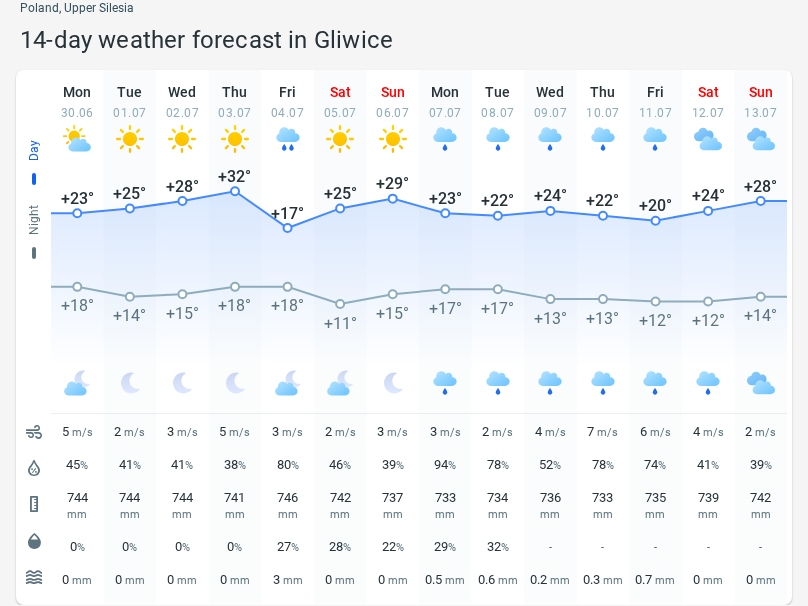 Poland, Upper Silesia
14-day weather forecast in Gliwice
Mon Tue Wed Thu Fri Sat Sun Mon Tue Wed Thu Fri Sat Sun
30.06 01.07 02.07 03.07 04.07 05.07 06.07 07.07 08.07 09.07 10.07 11.07 12.07 13.07
Day
+23° +25° +28° +32° +17° +25° +29° +23° +22° +24° +22° +20° +24° +28°
Night
+18° +14° +15° +18° +18° +11° +15° +17° +17° +13° +13° +12° +12° +14°
5 m/s 2 m/s 3 m/s 5 m/s 3 m/s 2 m/s 3 m/s 3 m/s 2 m/s 4 m/s 7 m/s 6 m/s 4 m/s 2 m/s
45% 41% 41% 38% 80% 46% 39% 94% 78% 52% 78% 74% 41% 39%
744 744 744 741 746 742 737 733 734 736 733 735 739 742
mm mm mm mm mm mm mm mm mm mm mm mm mm mm
0% 0% 0% 0% 27% 28% 22% 29% 32% - - - - -
0 mm 0 mm 0 mm 0 mm 3 mm 0 mm 0 mm 0.5 mm 0.6 mm 0.2 mm 0.3 mm 0.7 mm 0 mm 0 mm